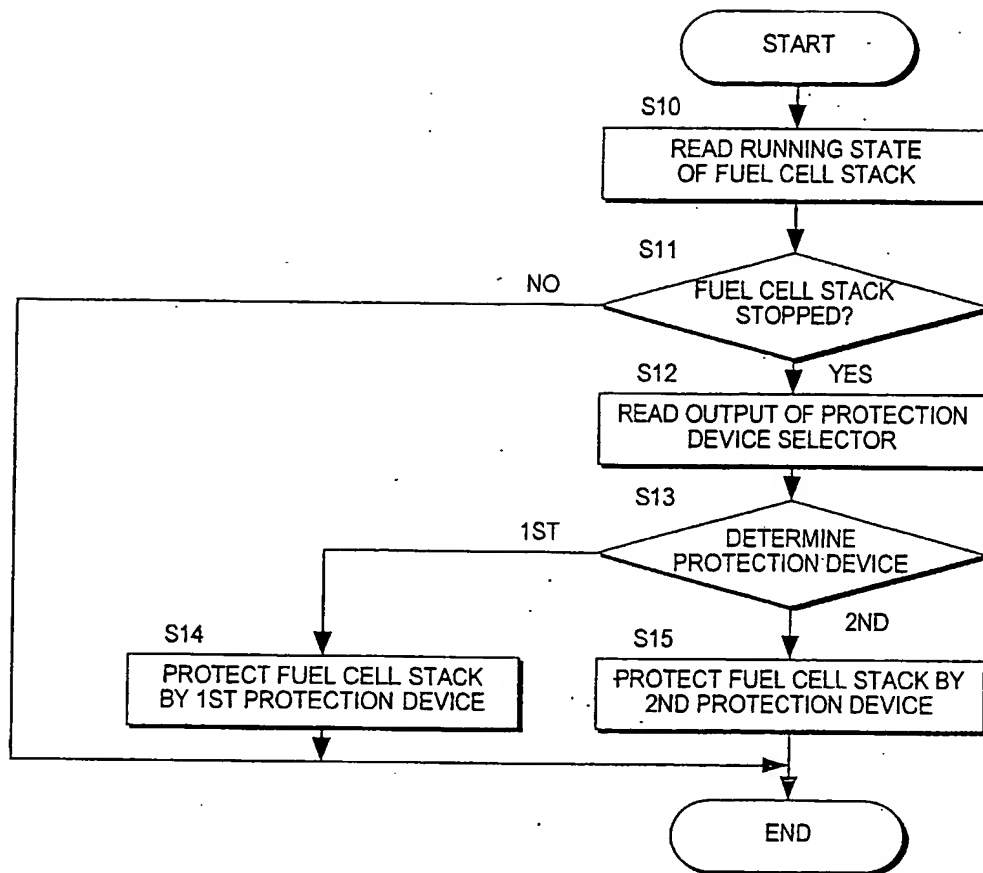 START
S10
READ RUNNING STATE
OF FUEL CELL STACK
S11
NO
FUEL CELL STACK
STOPPED?
YES
S12
READ OUTPUT OF PROTECTION
DEVICE SELECTOR
S13
1ST
DETERMINE
PROTECTION DEVICE
2ND
S14
PROTECT FUEL CELL STACK
BY 1ST PROTECTION DEVICE
S15
PROTECT FUEL CELL STACK BY
2ND PROTECTION DEVICE
END